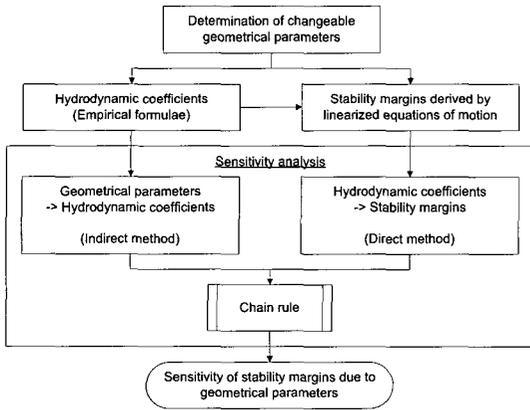 Determination of changeable
geometrical parameters
Hydrodynamic coefficients
(Empirical formulae)
Stability margins derived by
linearized equations of motion
Sensitivity analysis
Geometrical parameters
-> Hydrodynamic coefficients
(Indirect method)
Hydrodynamic coefficients
-> Stability margins
(Direct method)
Chain rule
Sensitivity of stability margins due to
geometrical parameters